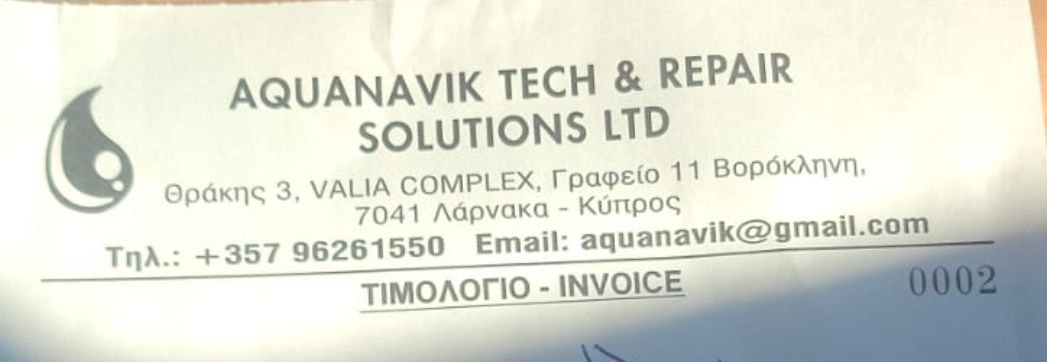 AQUANAVIK TECH & REPAIR
SOLUTIONS LTD
Θράκης 3, VALIA COMPLEX, Γραφείο 11 Βορόκληνη,
7041 Λάρνακα - Κύπρος
Τηλ.: +357 96261550 Email: aquanavik@gmail.com
ΤΙΜΟΛΟΓΙΟ - INVOICE 0002